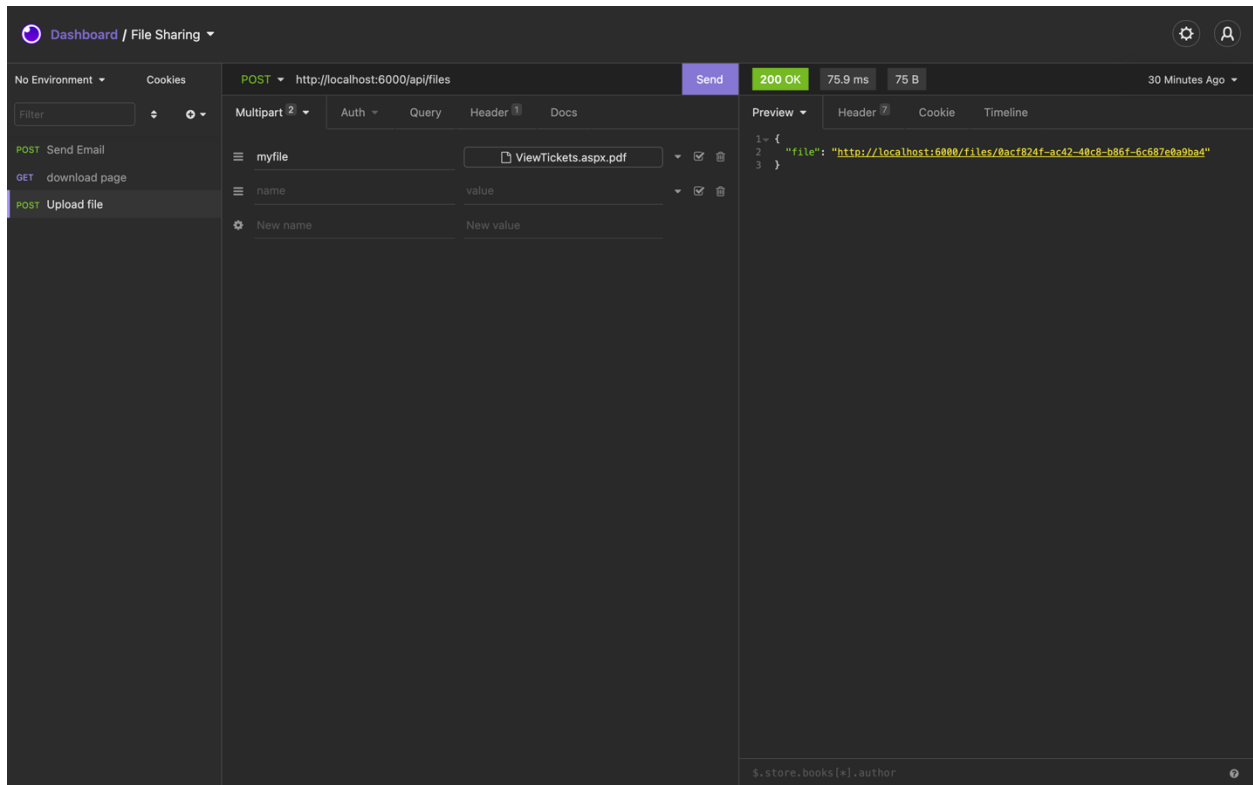 Dashboard / File Sharing
No Environment
Cookies
Filter
POST Send Email
GET download page
POST Upload file
POST http://localhost:6000/api/files Send
Multipart 2 Auth Query Header 1 Docs
myfile ViewTickets.aspx.pdf
name value
New name New value
200 OK 75.9 ms 75 B 30 Minutes Ago
Preview Header 7 Cookie Timeline
1 {
2 "file": "http://localhost:6000/files/0acf824f-ac42-40c8-b86f-6c687e0a9ba4"
3 }
$.store.books[*].author